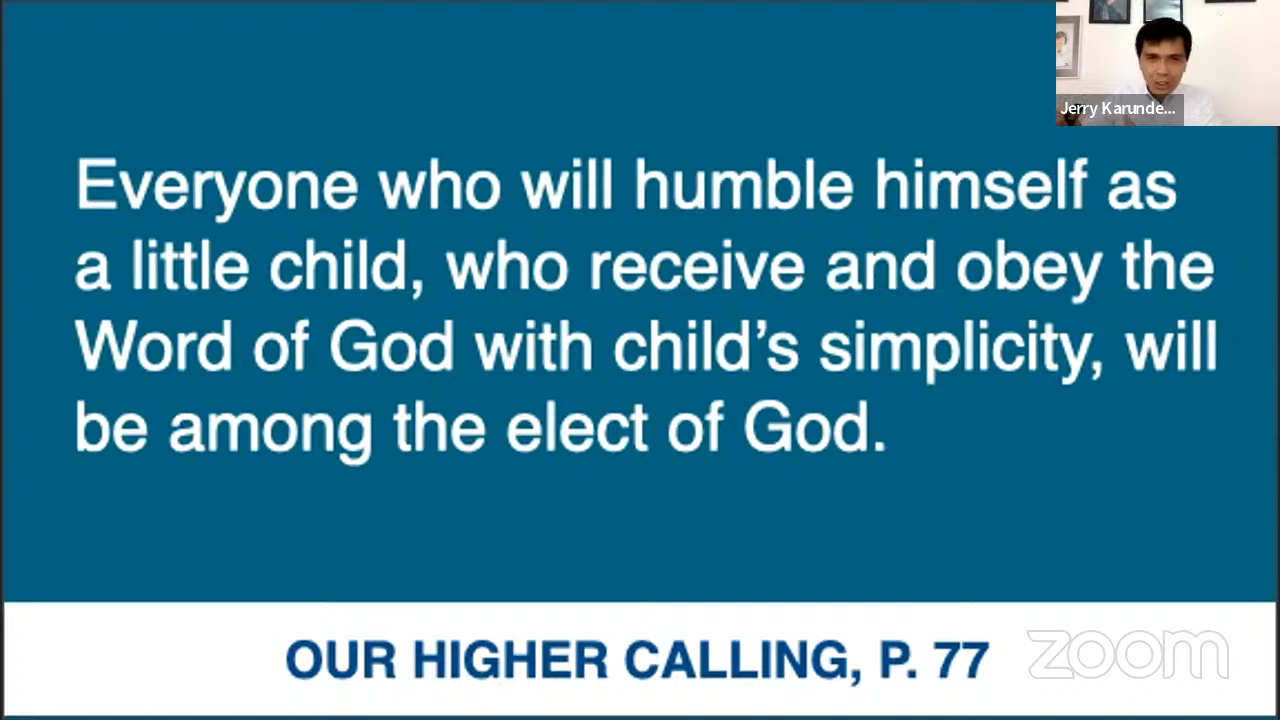 Jerry Karunde...
Everyone who will humble himself as
a little child, who receive and obey the
Word of God with child’s simplicity, will
be among the elect of God.
OUR HIGHER CALLING, P. 77
zoom